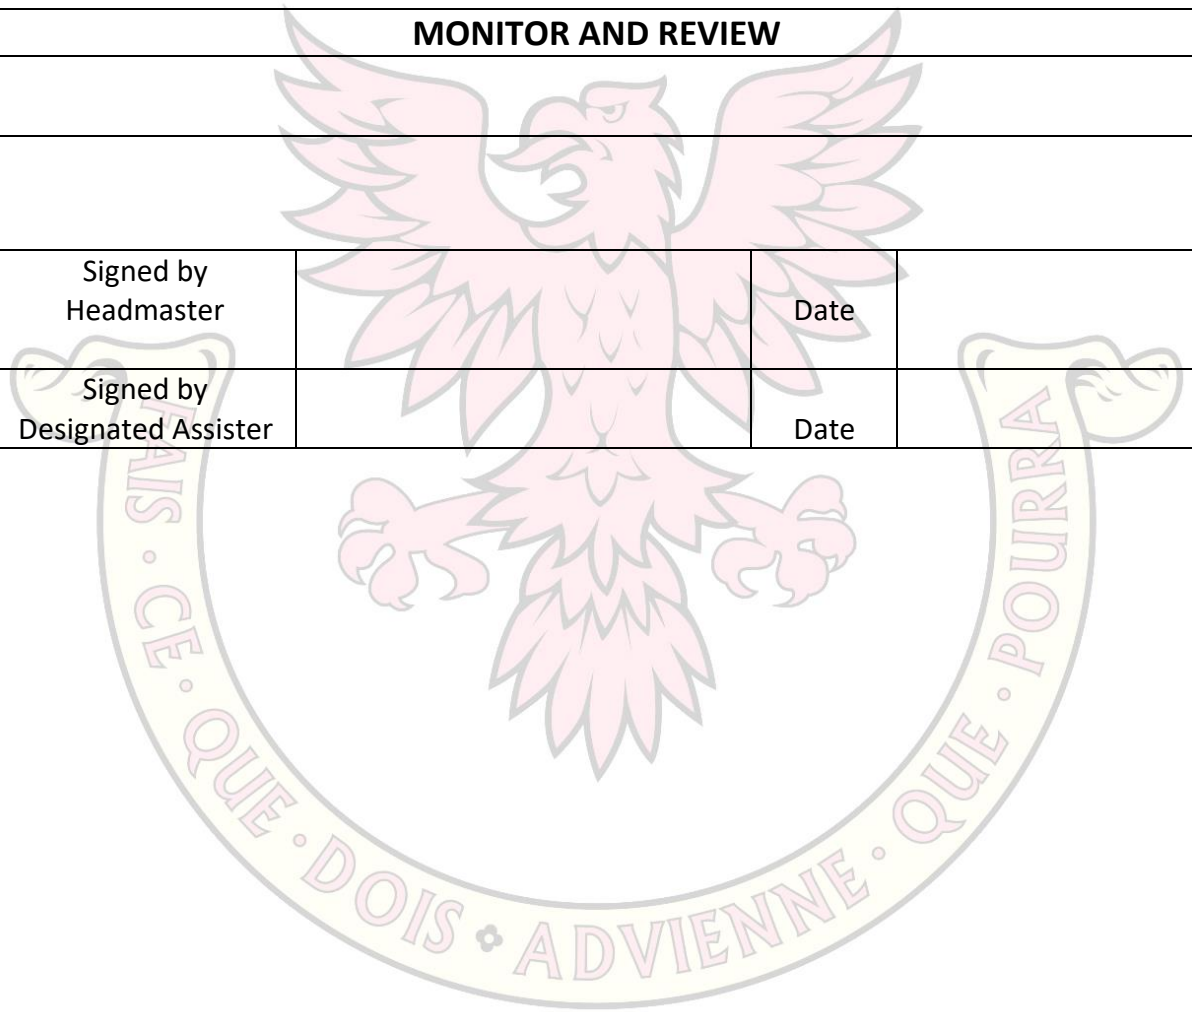 MONITOR AND REVIEW
Signed by
Headmaster
Date
Signed by
Designated Assister
Date
FAIS · CE · QUE · DOIS · ADVIENNE · QUE · POURRA